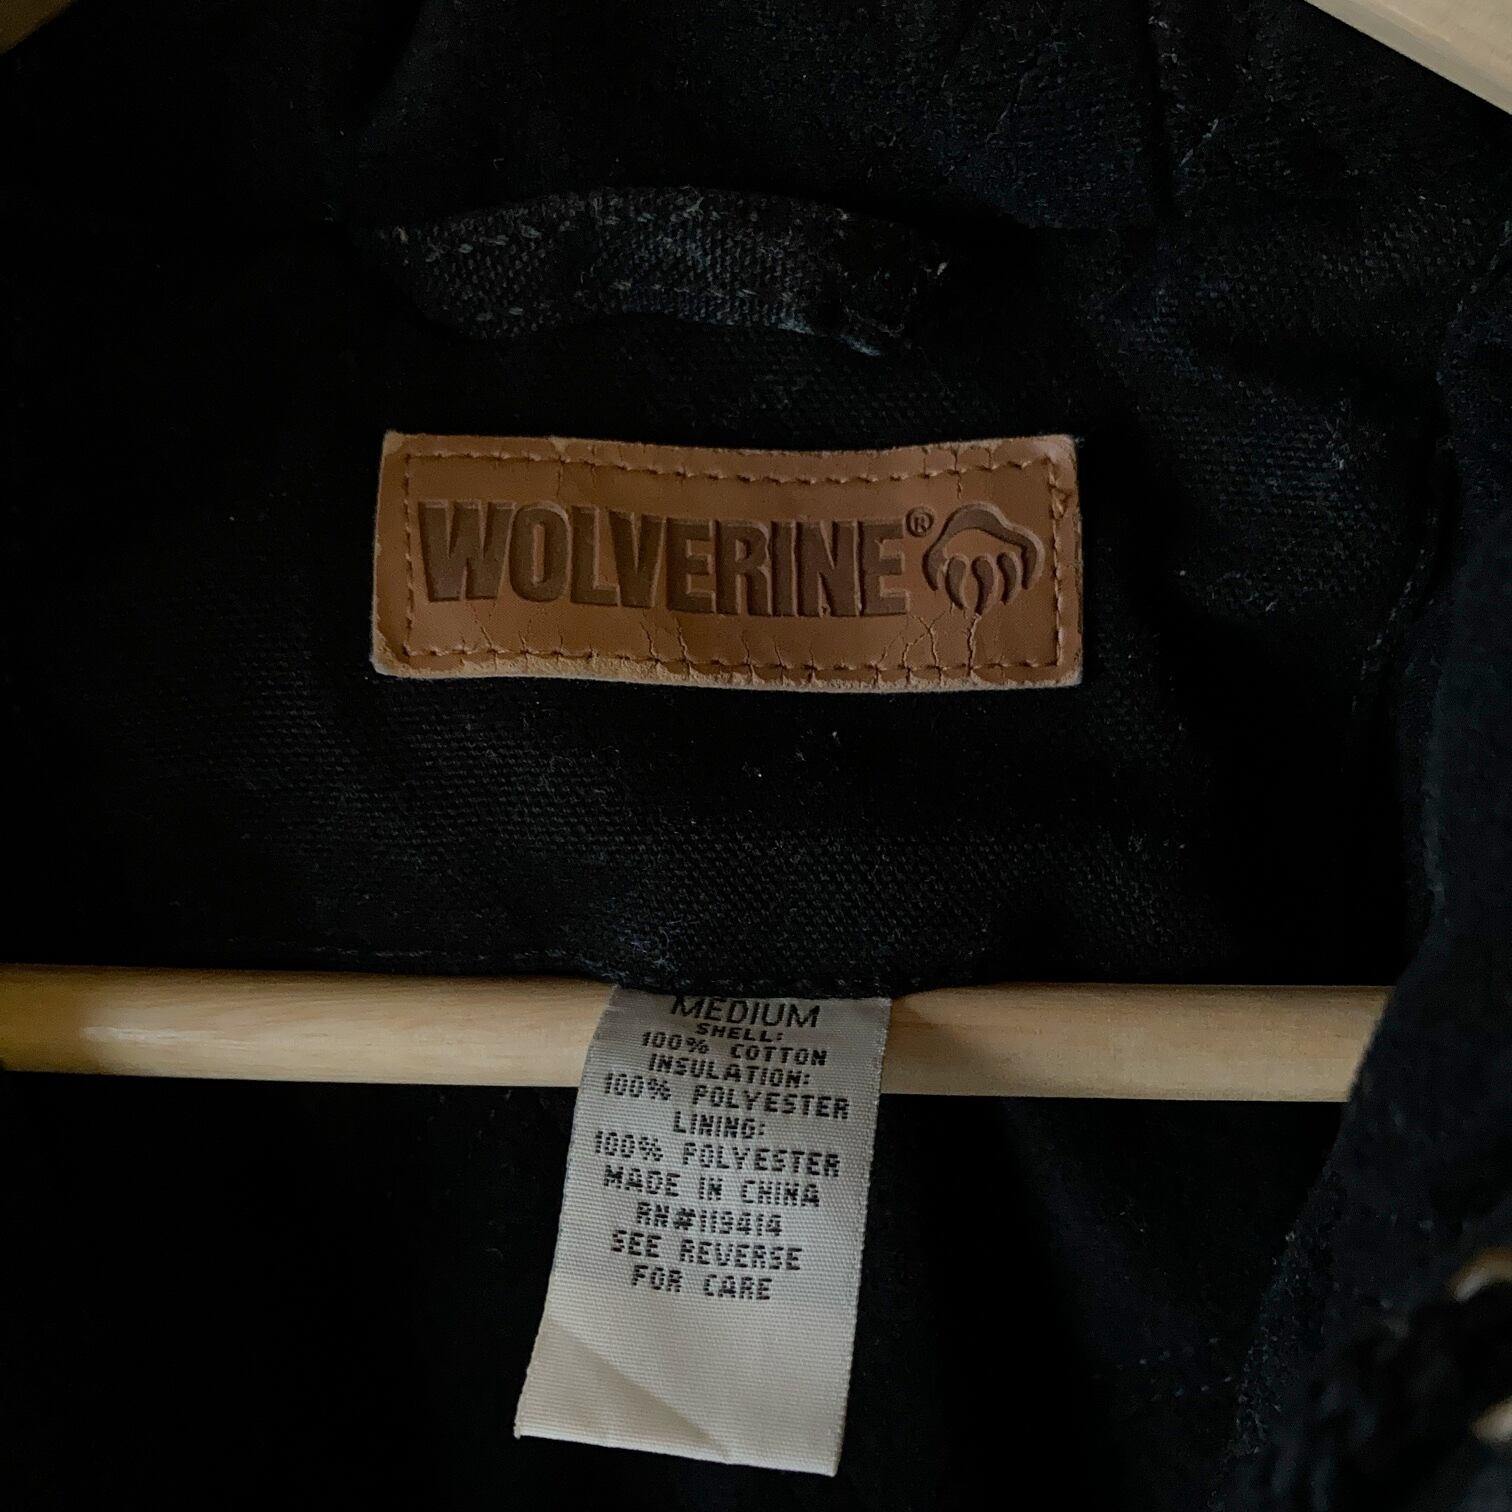 WOLVERINE®
MEDIUM
SHELL:
100% COTTON
INSULATION:
100% POLYESTER
LINING:
100% POLYESTER
MADE IN CHINA
RN#119414
SEE REVERSE
FOR CARE